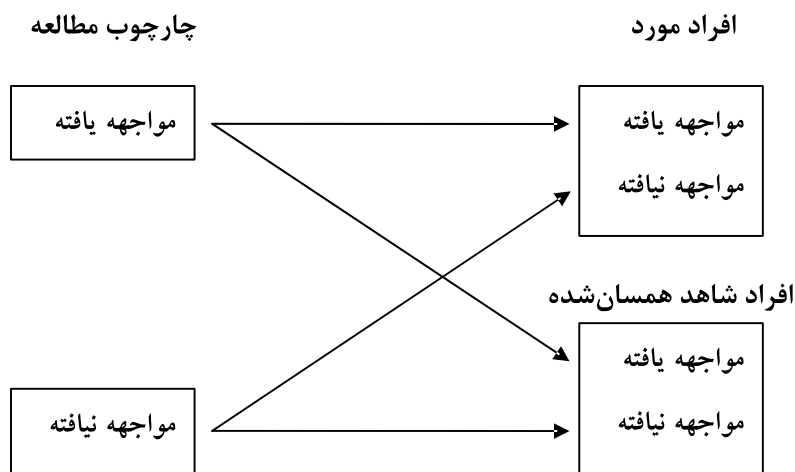 چارچوب مطالعه
افراد مورد
مواجهه یافته
مواجهه یافته
مواجهه نیافته
افراد شاهد همسان‌شده
مواجهه یافته
مواجهه نیافته
مواجهه نیافته